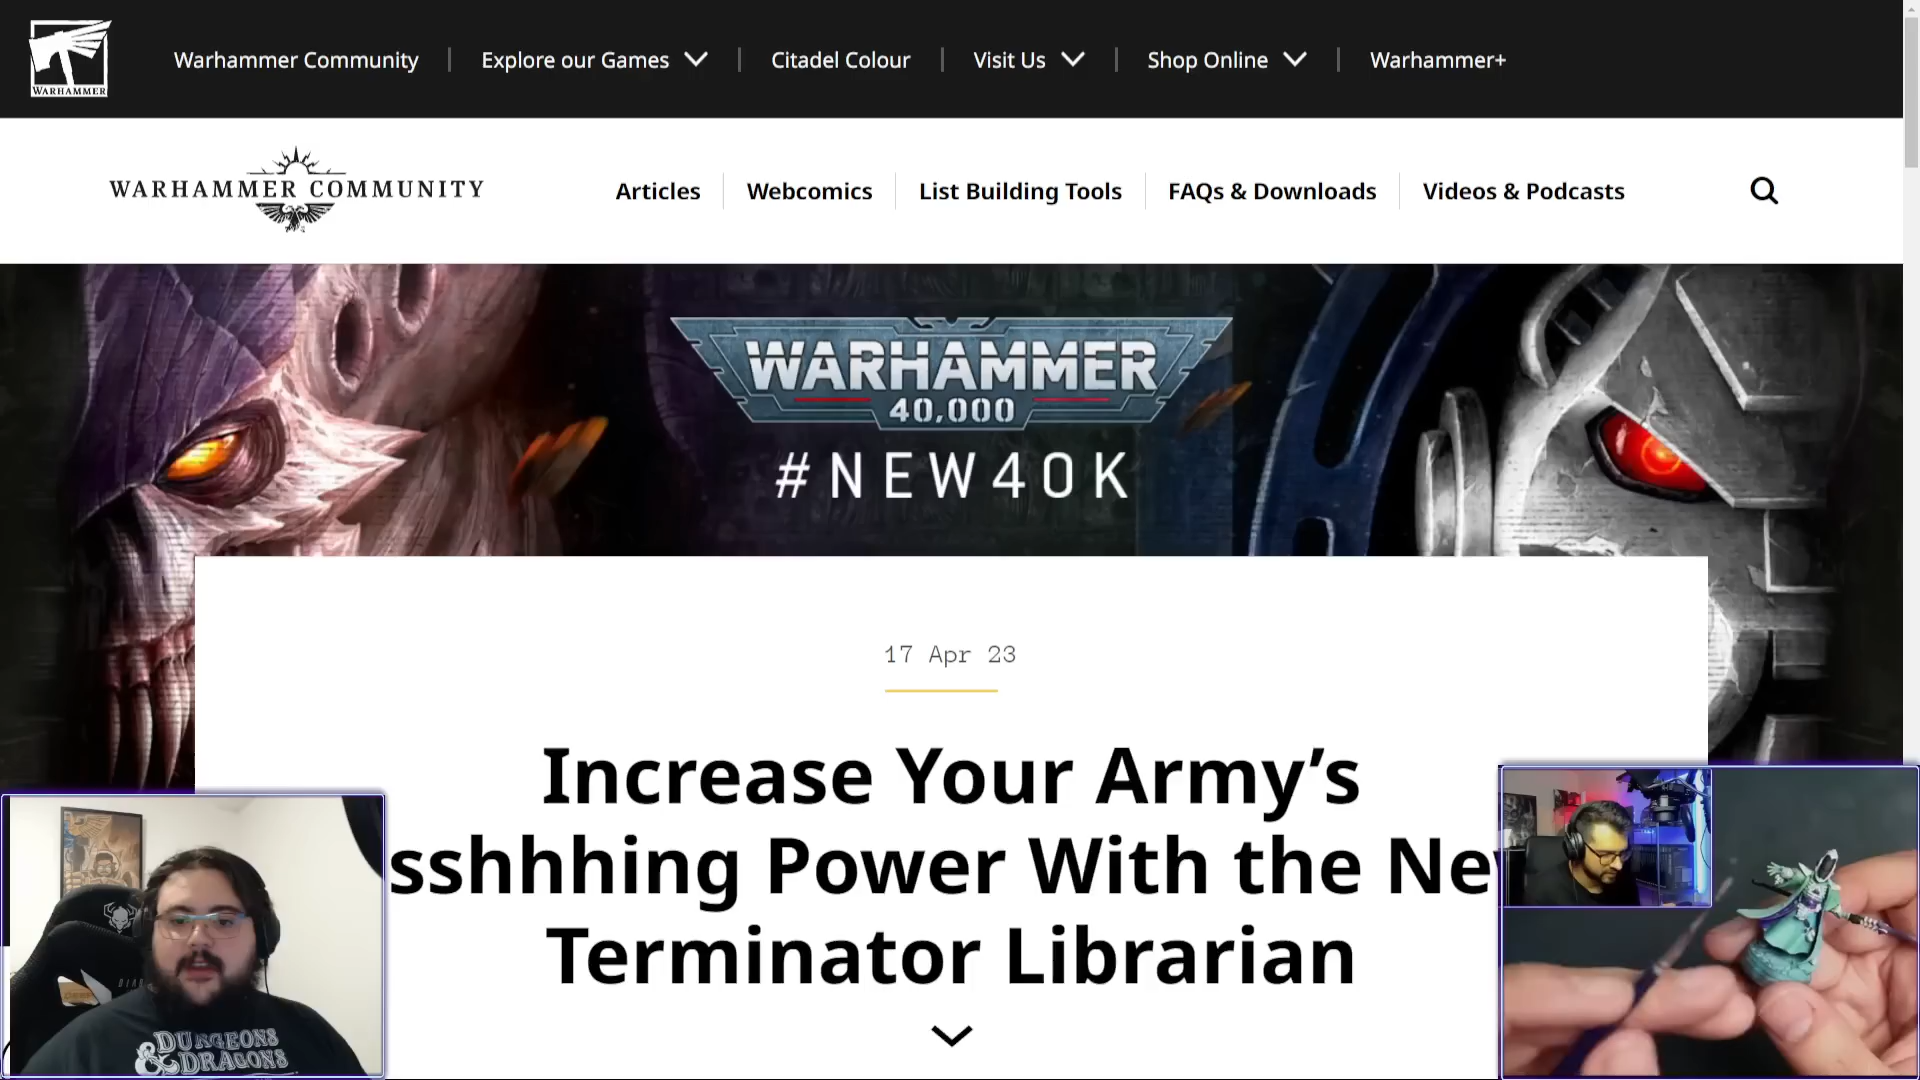 WARHAMMER
Warhammer Community
Explore our Games
Citadel Colour
Visit Us
Shop Online
Warhammer+
WARHAMMER COMMUNITY
Articles
Webcomics
List Building Tools
FAQs & Downloads
Videos & Podcasts
WARHAMMER
40,000
#NEW40K
17 Apr 23
Increase Your Army’s
sshhhing Power With the Ne
Terminator Librarian
DUNGEONS
& DRAGONS